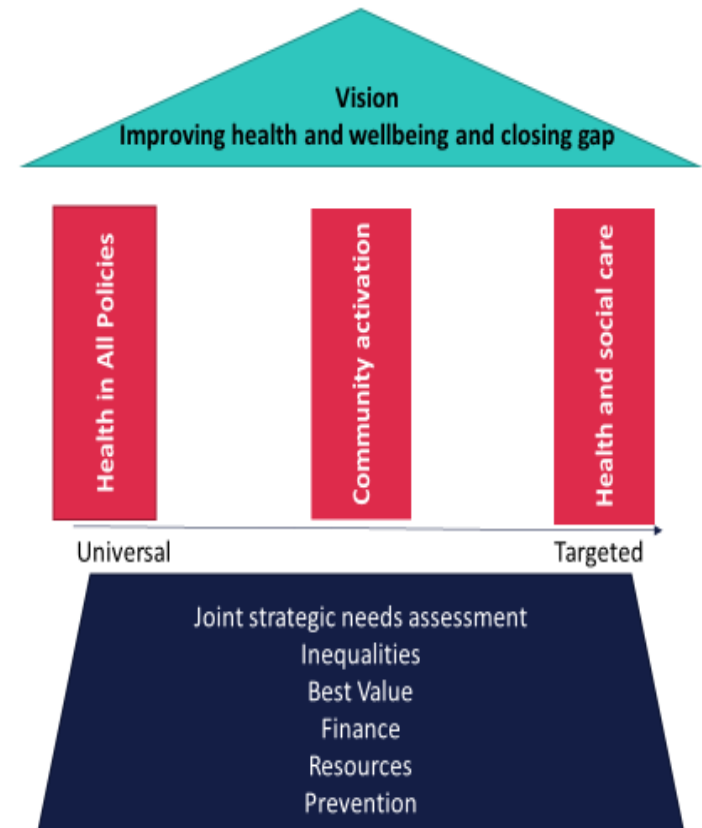 Vision
Improving health and wellbeing and closing gap
Health in All Policies
Community activation
Health and social care
Universal
Targeted
Joint strategic needs assessment
Inequalities
Best Value
Finance
Resources
Prevention